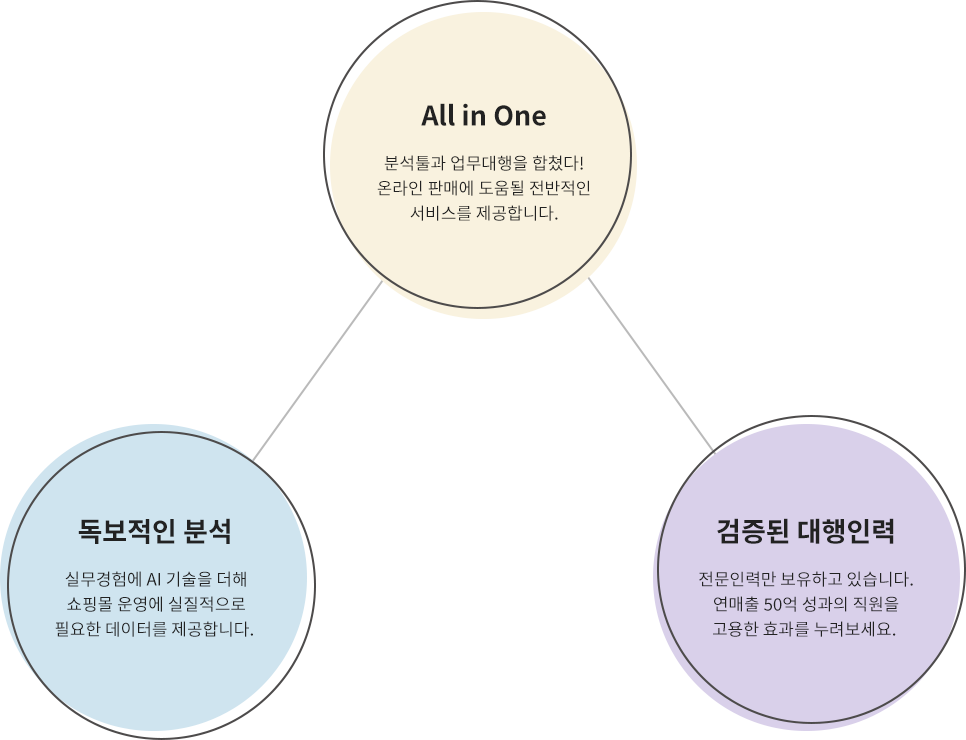 All in One
분석툴과 업무대행을 합쳤다!
온라인 판매에 도움될 전반적인
서비스를 제공합니다.
독보적인 분석
실무경험에 AI 기술을 더해
쇼핑몰 운영에 실질적으로
필요한 데이터를 제공합니다.
검증된 대행인력
전문인력만 보유하고 있습니다.
연매출 50억 성과의 직원을
고용한 효과를 누려보세요.